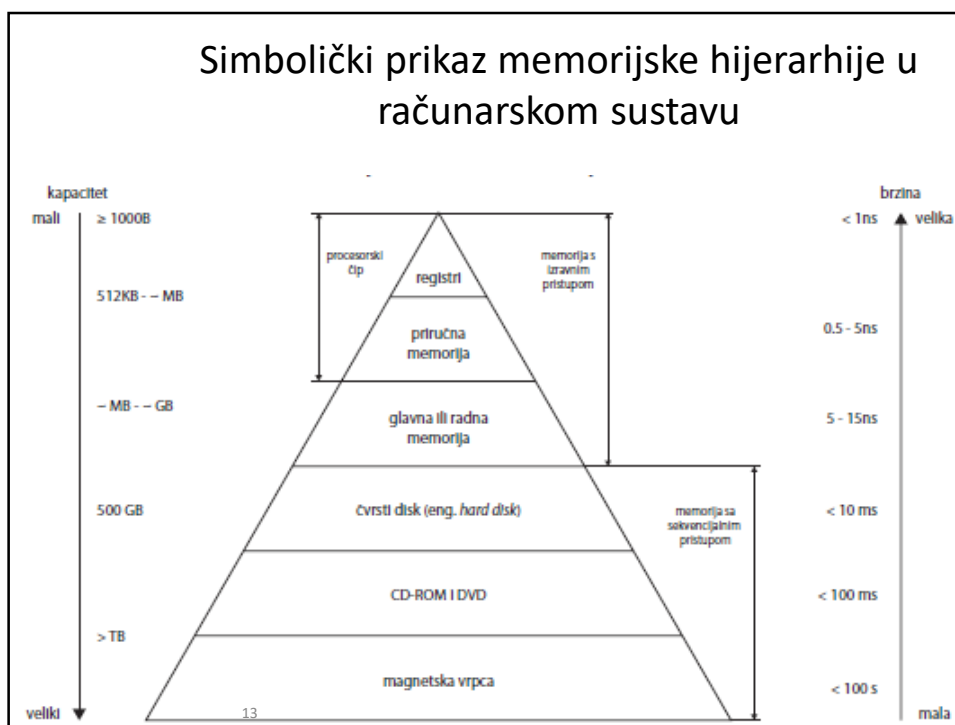 Simbolički prikaz memorijske hijerarhije u
računarskom sustavu
kapacitet
brzina
mali
≥ 1000B
< 1ns
velika
procesorski
čip
memorija s
izravnim
pristupom
registri
512KB - – MB
priručna
memorija
0.5 - 5ns
– MB - – GB
glavna ili radna
memorija
5 - 15ns
500 GB
čvrsti disk (eng. hard disk)
memorija sa
sekvencijalnim
pristupom
< 10 ms
CD-ROM I DVD
< 100 ms
> TB
magnetska vrpca
< 100 s
veliki
13
mala